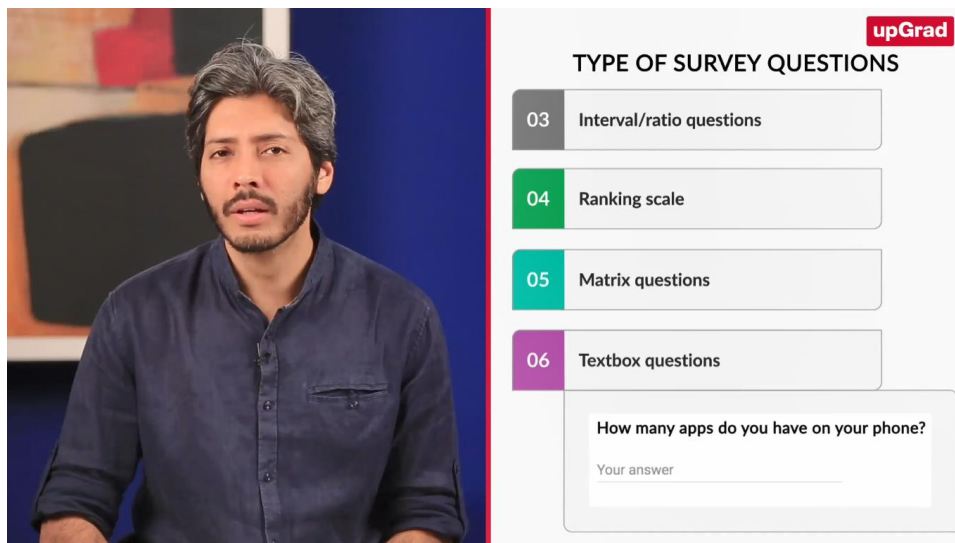 upGrad
TYPE OF SURVEY QUESTIONS
03
Interval/ratio questions
04
Ranking scale
05
Matrix questions
06
Textbox questions
How many apps do you have on your phone?
Your answer